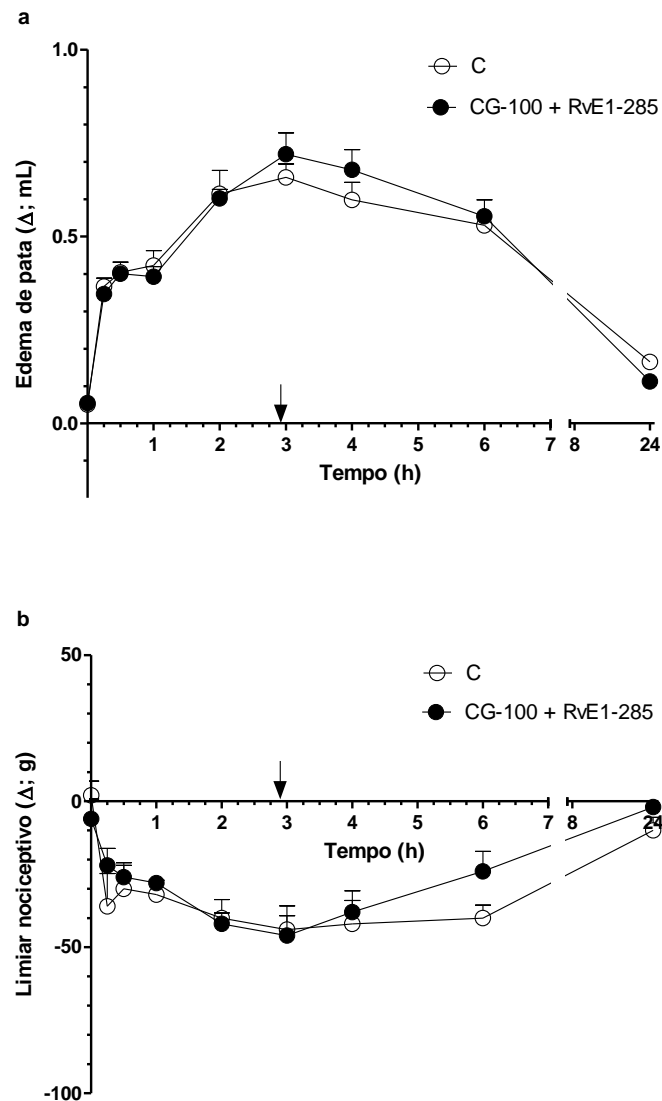 a
1.0
C
CG-100 + RvE1-285
Edema de pata (Δ; mL)
0.5
0.0
1 2 3 4 5 6 7 8 24
Tempo (h)
b
50
C
CG-100 + RvE1-285
Limiar nociceptivo (Δ; g)
0
1 2 3 4 5 6 7 8 24
Tempo (h)
-50
-100